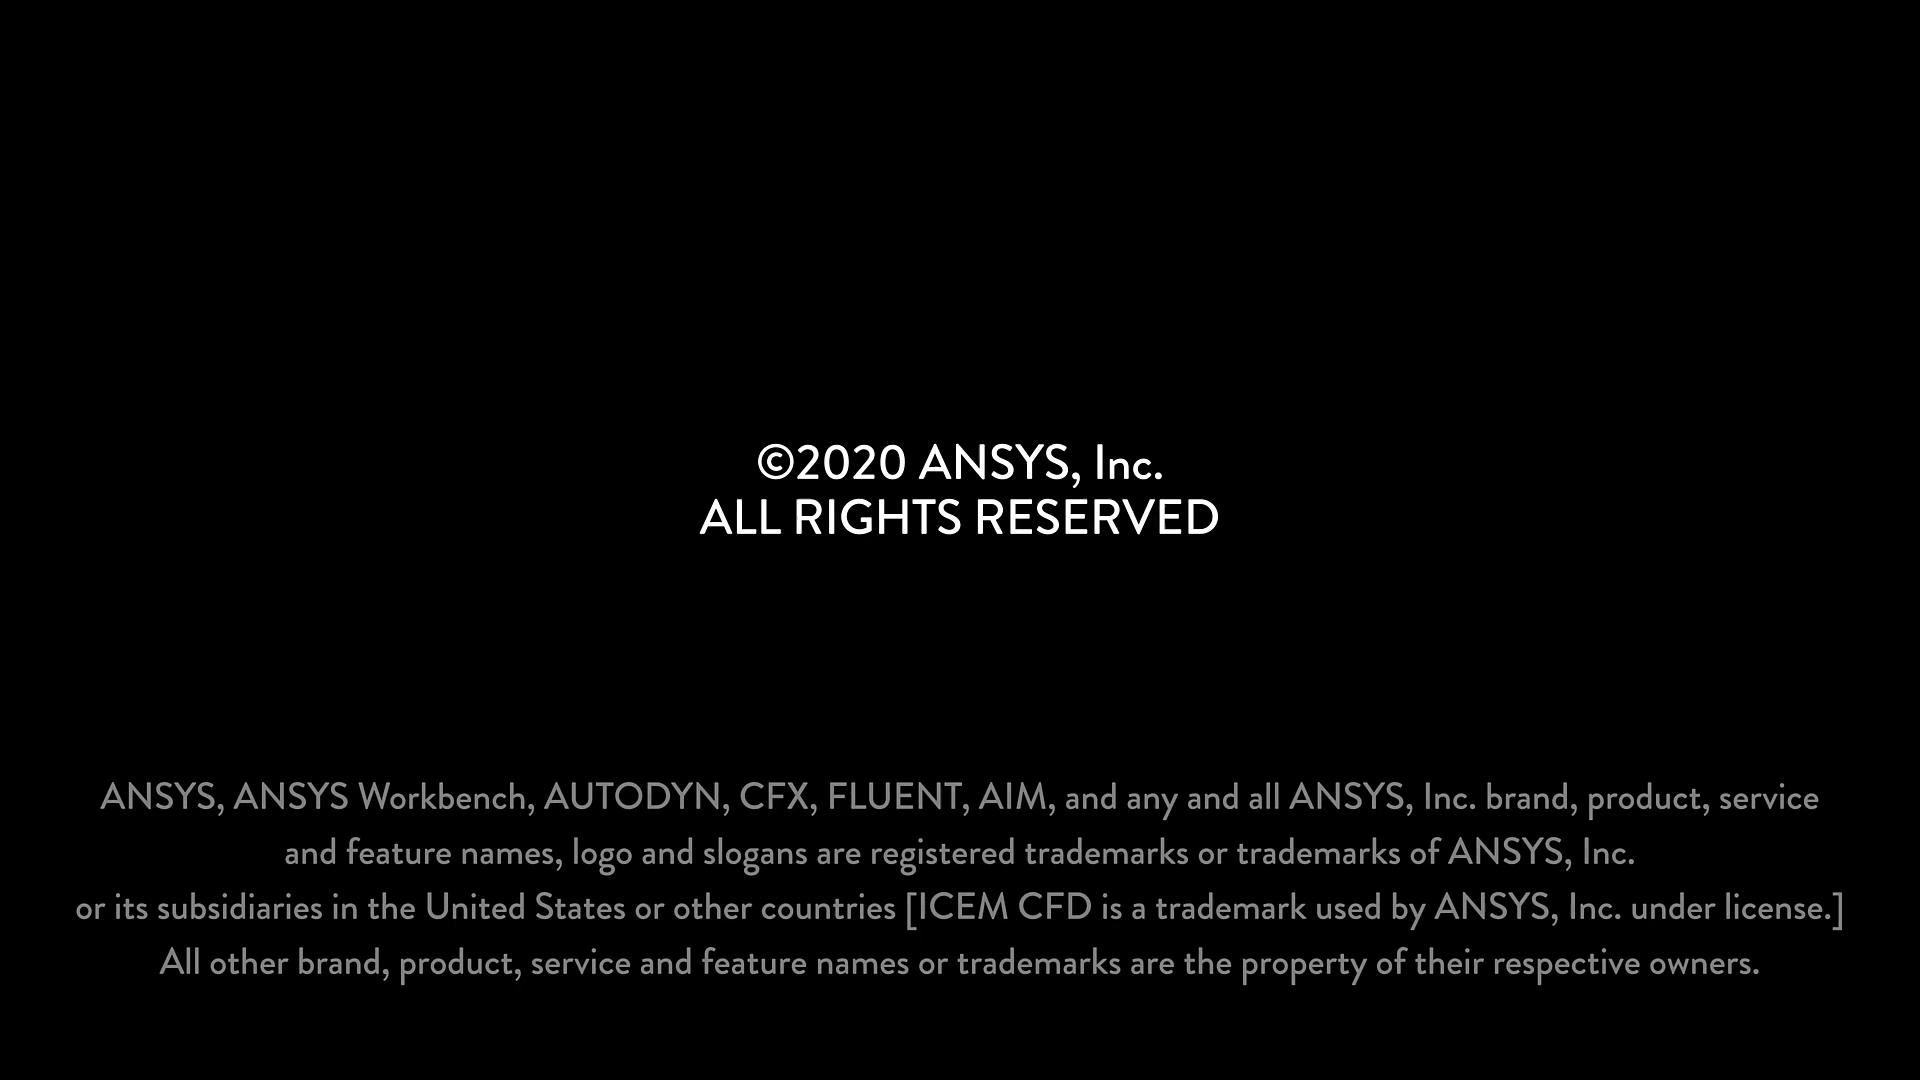 ©2020 ANSYS, Inc.
ALL RIGHTS RESERVED
ANSYS, ANSYS Workbench, AUTODYN, CFX, FLUENT, AIM, and any and all ANSYS, Inc. brand, product, service
and feature names, logo and slogans are registered trademarks or trademarks of ANSYS, Inc.
or its subsidiaries in the United States or other countries [ICEM CFD is a trademark used by ANSYS, Inc. under license.]
All other brand, product, service and feature names or trademarks are the property of their respective owners.